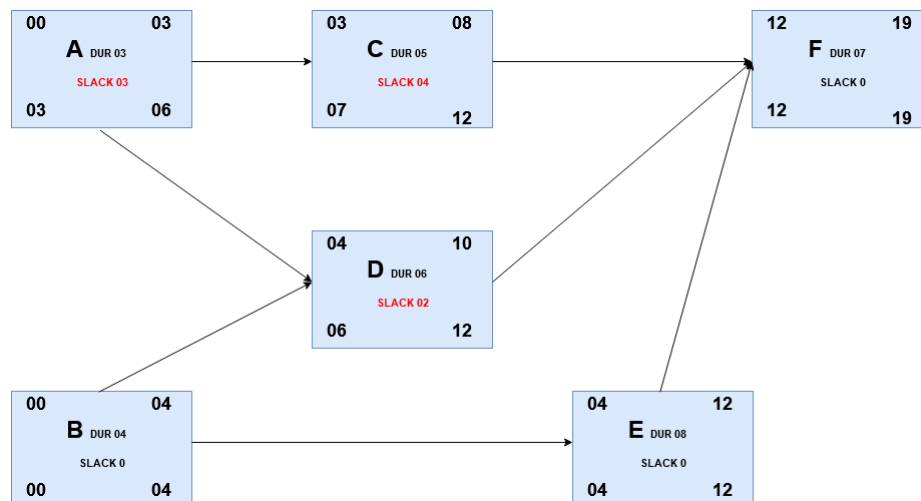 00 03
A DUR 03
SLACK 03
03 06
03 08
C DUR 05
SLACK 04
07 12
12 19
F DUR 07
SLACK 0
12 19
04 10
D DUR 06
SLACK 02
06 12
00 04
B DUR 04
SLACK 0
00 04
04 12
E DUR 08
SLACK 0
04 12